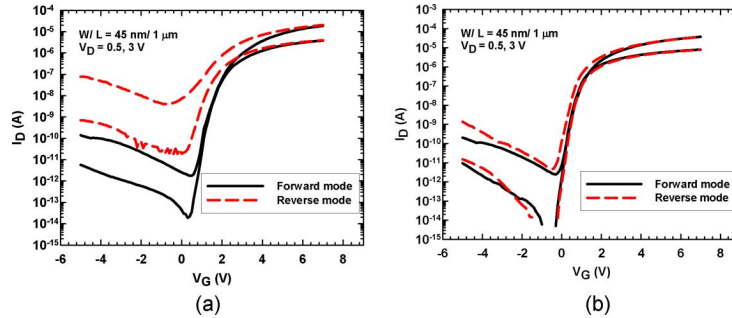 10⁻⁴
10⁻⁵
10⁻⁶
10⁻⁷
10⁻⁸
10⁻⁹
10⁻¹⁰
10⁻¹¹
10⁻¹²
10⁻¹³
10⁻¹⁴
10⁻¹⁵
I_D (A)
W/ L = 45 nm/ 1 μm
V_D = 0.5, 3 V
Forward mode
Reverse mode
-6 -4 -2 0 2 4 6 8
V_G (V)
(a)
10⁻³
10⁻⁴
10⁻⁵
10⁻⁶
10⁻⁷
10⁻⁸
10⁻⁹
10⁻¹⁰
10⁻¹¹
10⁻¹²
10⁻¹³
10⁻¹⁴
10⁻¹⁵
I_D (A)
W/ L = 45 nm/ 1 μm
V_D = 0.5, 3 V
Forward mode
Reverse mode
-6 -4 -2 0 2 4 6 8
V_G (V)
(b)